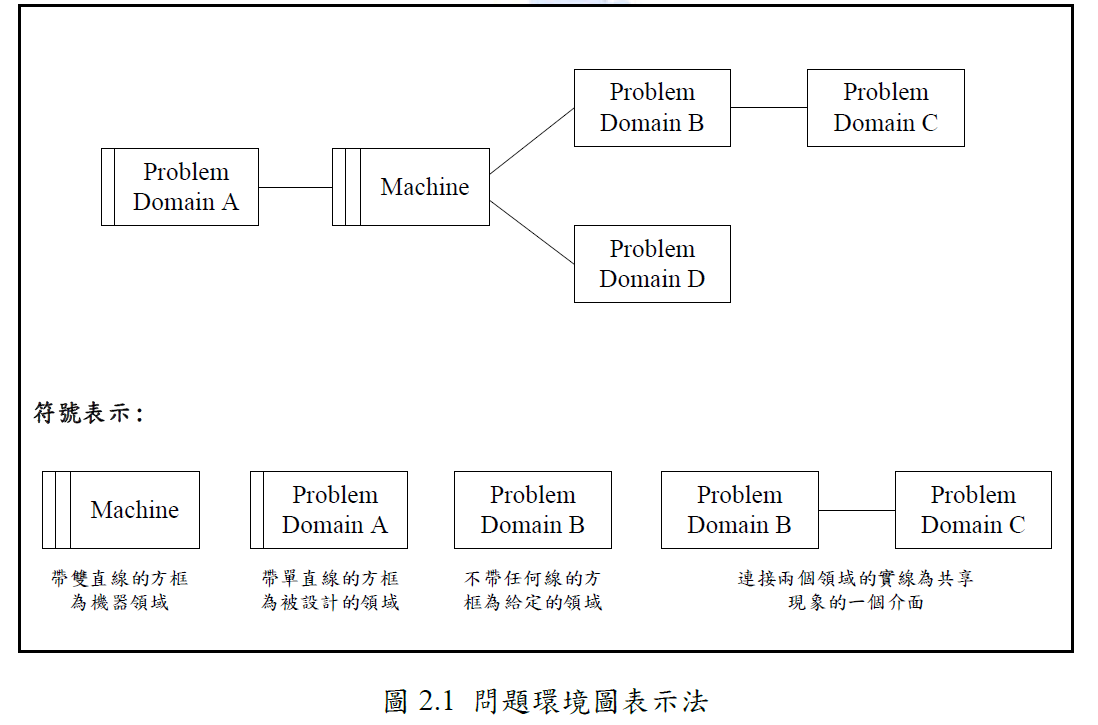 Problem
Domain B
Problem
Domain C
Problem
Domain A
Machine
Problem
Domain D
符號表示：
Machine
Problem
Domain A
Problem
Domain B
Problem
Domain B
Problem
Domain C
帶雙直線的方框
為機器領域
帶單直線的方框
為被設計的領域
不帶任何線的方
框為給定的領域
連接兩個領域的實線為共享
現象的一個介面
圖 2.1 問題環境圖表示法